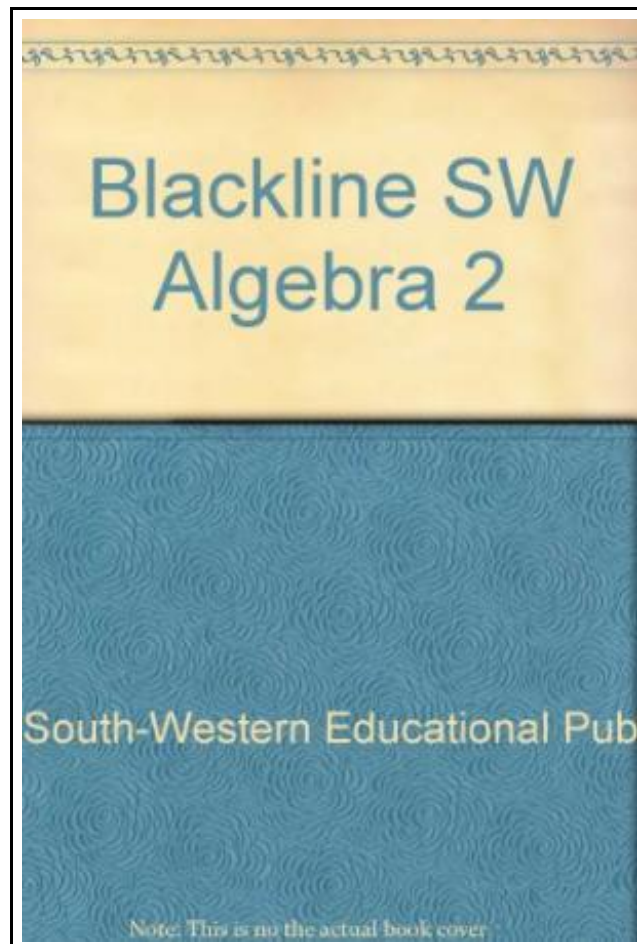 Blackline SW
Algebra 2
South-Western Educational Pub
Note: This is no the actual book cover